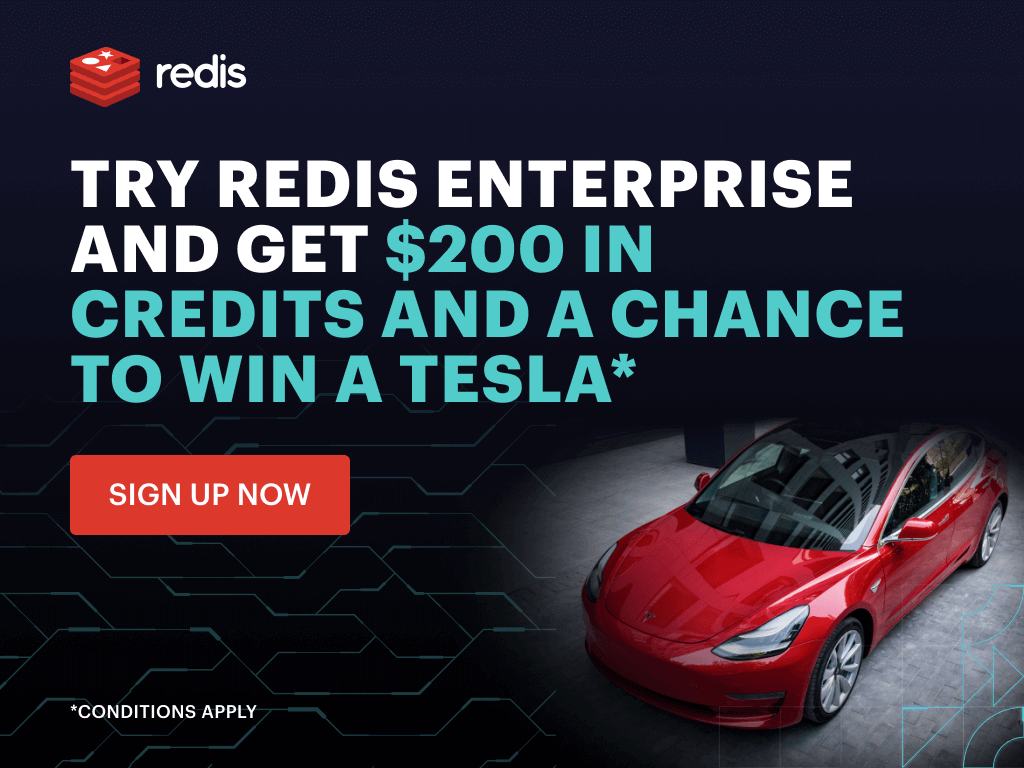 redis
TRY REDIS ENTERPRISE
AND GET $200 IN
CREDITS AND A CHANCE
TO WIN A TESLA*
SIGN UP NOW
*CONDITIONS APPLY